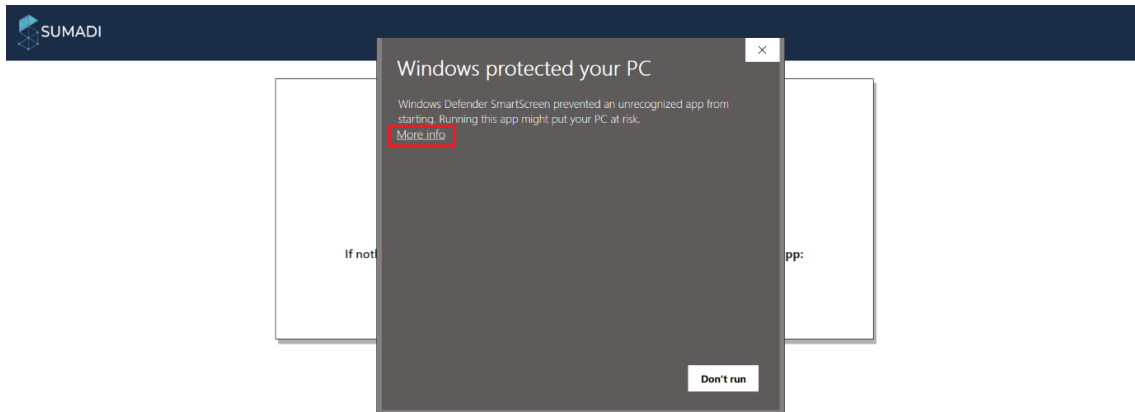 SUMADI
Windows protected your PC
Windows Defender SmartScreen prevented an unrecognized app from
starting. Running this app might put your PC at risk.
More info
If not
pp:
Don't run